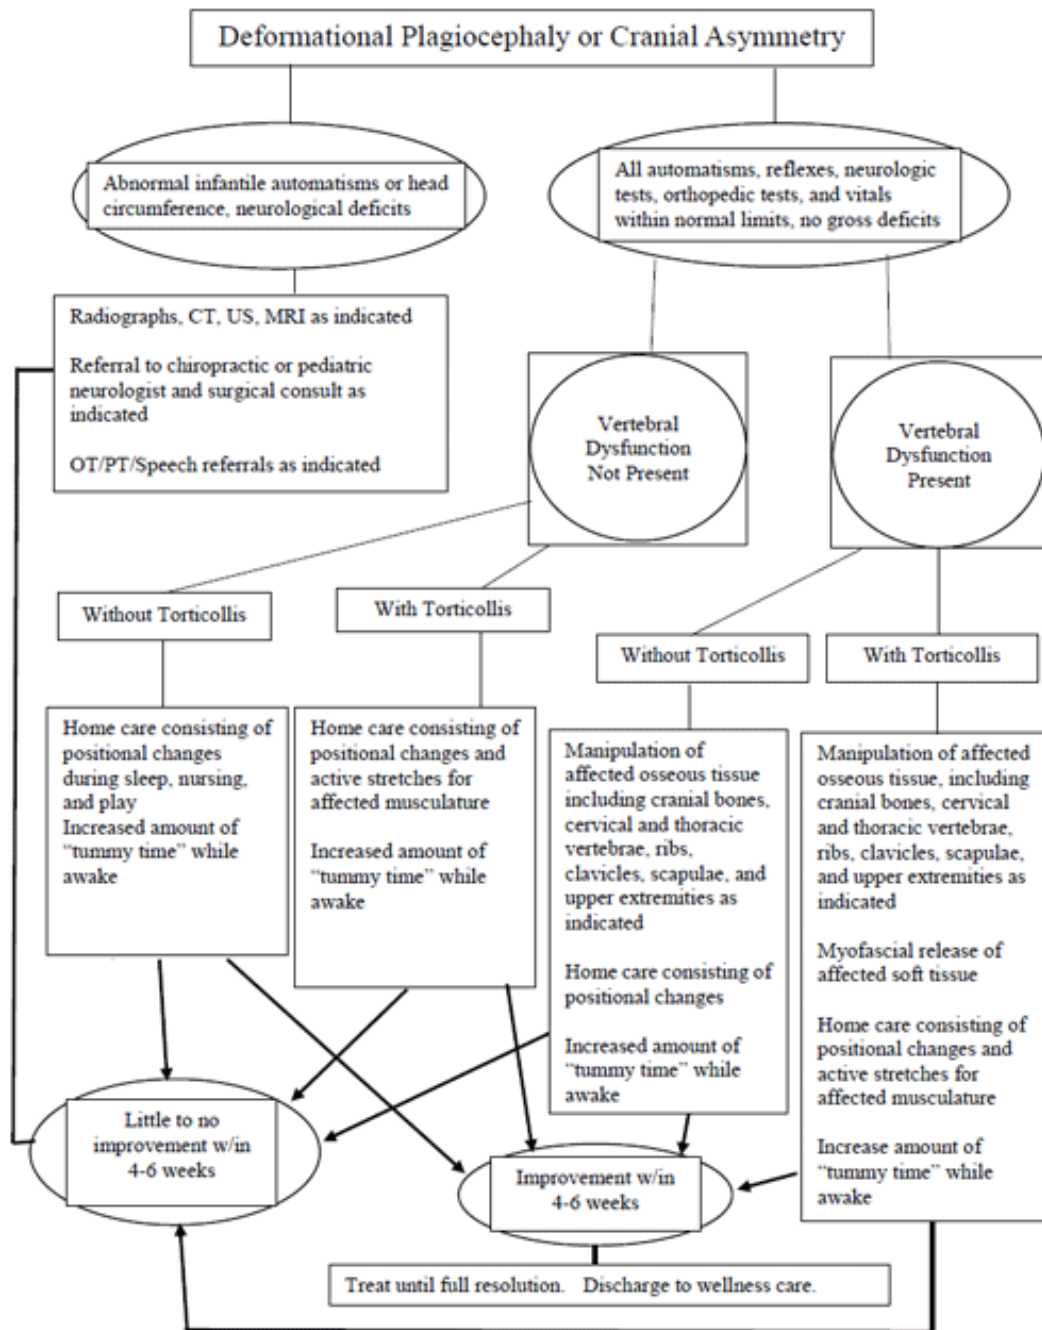 Deformational Plagiocephaly or Cranial Asymmetry
Abnormal infantile automatisms or head
circumference, neurological deficits
All automatisms, reflexes, neurologic
tests, orthopedic tests, and vitals
within normal limits, no gross deficits
Radiographs, CT, US, MRI as indicated
Referral to chiropractic or pediatric
neurologist and surgical consult as
indicated
OT/PT/Speech referrals as indicated
Vertebral
Dysfunction
Not Present
Vertebral
Dysfunction
Present
Without Torticollis
With Torticollis
Without Torticollis
With Torticollis
Home care consisting of
positional changes
during sleep, nursing,
and play
Increased amount of
“tummy time” while
awake
Home care consisting of
positional changes and
active stretches for
affected musculature
Increased amount of
“tummy time” while
awake
Manipulation of
affected osseous tissue
including cranial bones,
cervical and thoracic
vertebrae, ribs,
clavicles, scapulae, and
upper extremities as
indicated
Home care consisting of
positional changes
Increased amount of
“tummy time” while
awake
Manipulation of affected
osseous tissue, including
cranial bones, cervical
and thoracic vertebrae,
ribs, clavicles, scapulae,
and upper extremities as
indicated
Myofascial release of
affected soft tissue
Home care consisting of
positional changes and
active stretches for
affected musculature
Increase amount of
“tummy time” while
awake
Little to no
improvement w/in
4-6 weeks
Improvement w/in
4-6 weeks
Treat until full resolution. Discharge to wellness care.